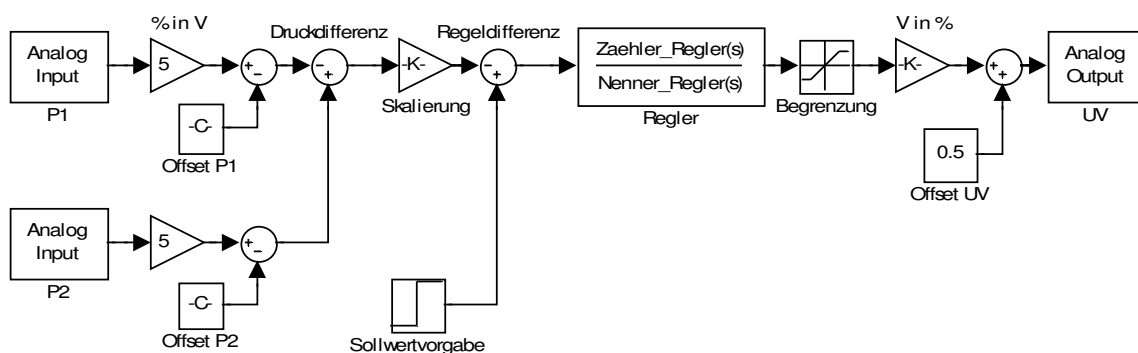 % in V
Analog
Input
P1
5
+
−
-C-
Offset P1
Druckdifferenz
−
+
-K-
Skalierung
Regeldifferenz
−
+
Zaehler_Regler(s)
Nenner_Regler(s)
Regler
Begrenzung
V in %
-K-
+
+
0.5
Offset UV
Analog
Output
UV
Analog
Input
P2
5
+
−
-C-
Offset P2
Sollwertvorgabe